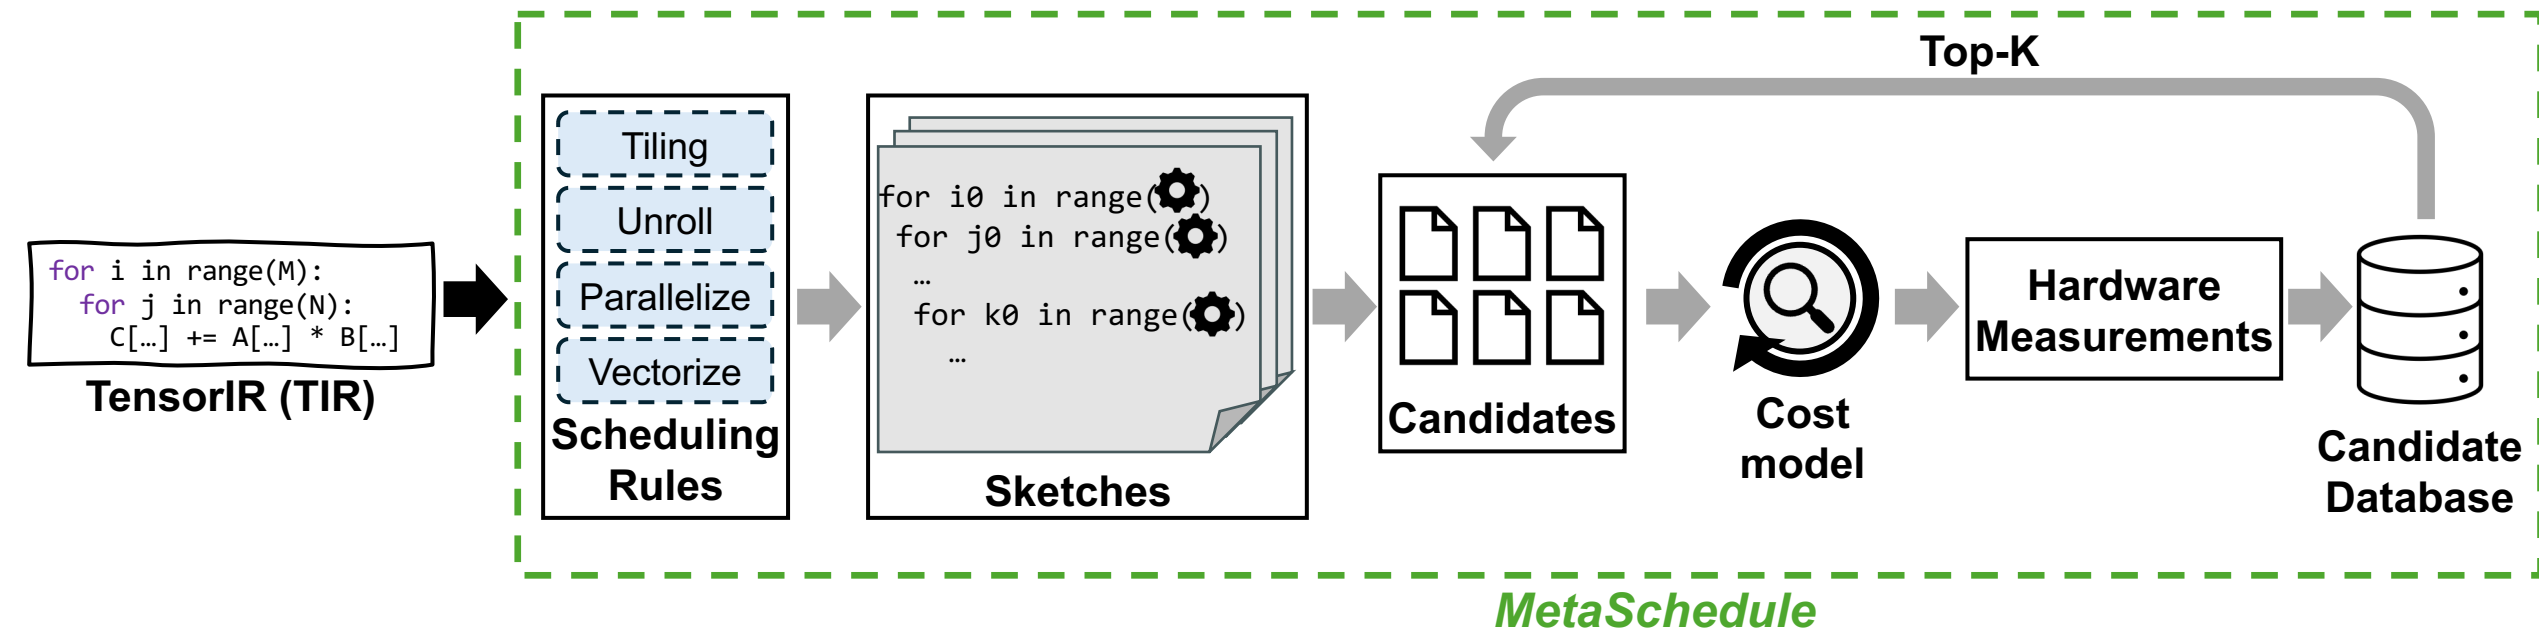 for i in range(M):
for j in range(N):
C[…] += A[…] * B[…]
TensorIR (TIR)
Tiling
Unroll
Parallelize
Vectorize
Scheduling
Rules
for i0 in range( )
for j0 in range( )
…
for k0 in range( )
…
Sketches
Top-K
Candidates
Cost
model
Hardware
Measurements
Candidate
Database
MetaSchedule